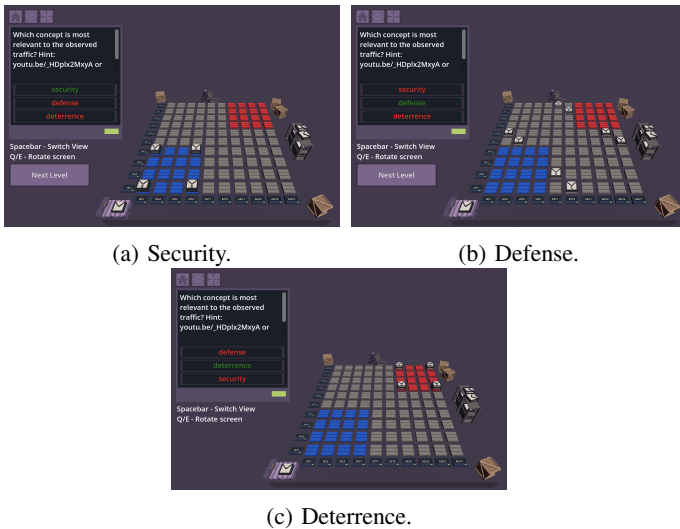 Which concept is most
relevant to the observed
traffic? Hint:
youtu.be/_HDplx2MxyA or
security
defense
deterrence
Spacebar - Switch View
Q/E - Rotate screen
Next Level
(a) Security.
Which concept is most
relevant to the observed
traffic? Hint:
youtu.be/_HDplx2MxyA or
security
defense
deterrence
Spacebar - Switch View
Q/E - Rotate screen
Next Level
(b) Defense.
Which concept is most
relevant to the observed
traffic? Hint:
youtu.be/_HDplx2MxyA or
defense
deterrence
security
Spacebar - Switch View
Q/E - Rotate screen
(c) Deterrence.